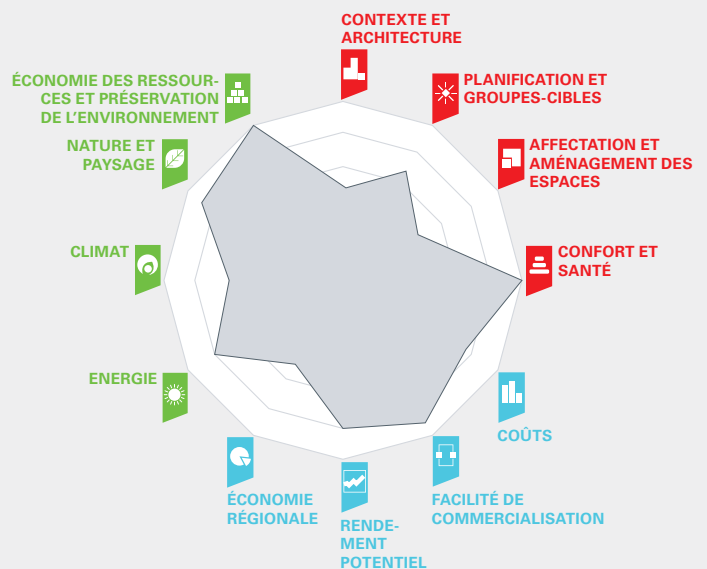 CONTEXTE ET
ARCHITECTURE
PLANIFICATION ET
GROUPES-CIBLES
AFFECTATION ET
AMÉNAGEMENT DES
ESPACES
CONFORT ET
SANTÉ
COÛTS
FACILITÉ DE
COMMERCIALISATION
RENDE-
MENT
POTENTIEL
ÉCONOMIE
RÉGIONALE
ENERGIE
CLIMAT
NATURE ET
PAYSAGE
ÉCONOMIE DES RESSOUR-
CES ET PRÉSERVATION
DE L'ENVIRONNEMENT